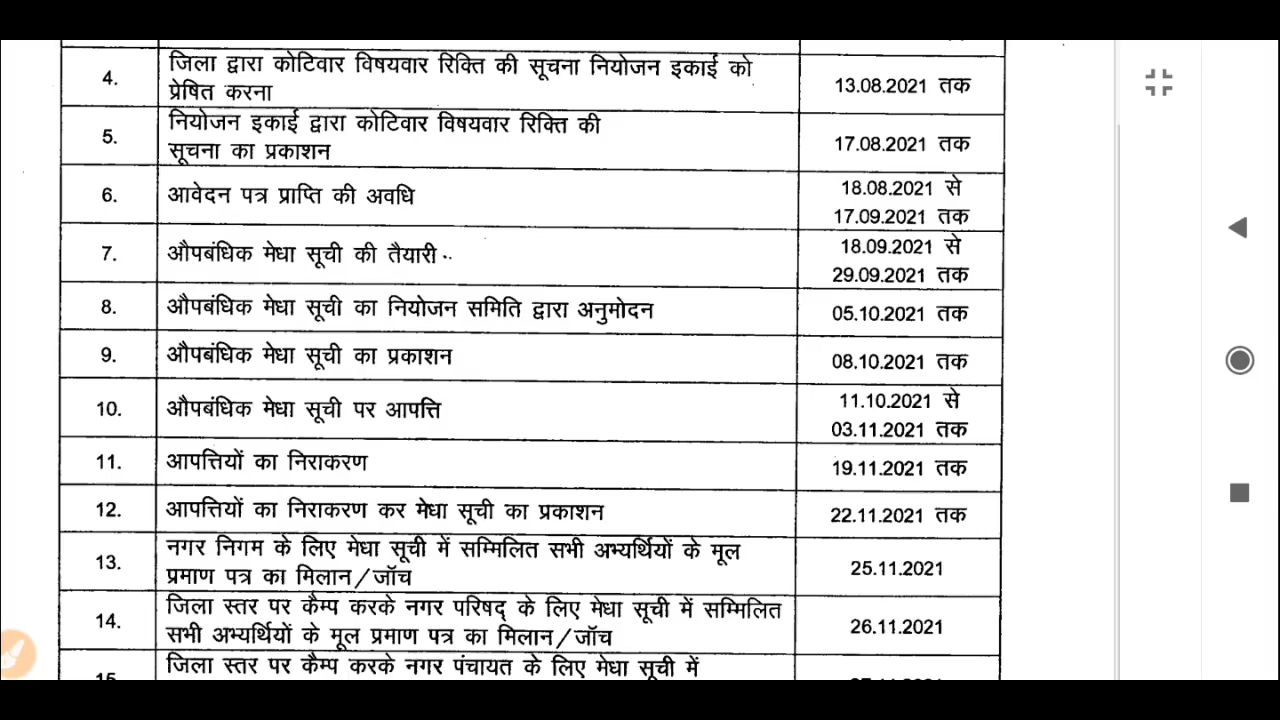 4.
जिला द्वारा कोटिवार विषयवार रिक्ति की सूचना नियोजन इकाई को
प्रेषित करना
13.08.2021 तक
5.
नियोजन इकाई द्वारा कोटिवार विषयवार रिक्ति की
सूचना का प्रकाशन
17.08.2021 तक
6.
आवेदन पत्र प्राप्ति की अवधि
18.08.2021 से
17.09.2021 तक
7.
औपबंधिक मेधा सूची की तैयारी
18.09.2021 से
29.09.2021 तक
8.
औपबंधिक मेधा सूची का नियोजन समिति द्वारा अनुमोदन
05.10.2021 तक
9.
औपबंधिक मेधा सूची का प्रकाशन
08.10.2021 तक
10.
औपबंधिक मेधा सूची पर आपत्ति
11.10.2021 से
03.11.2021 तक
11.
आपत्तियों का निराकरण
19.11.2021 तक
12.
आपत्तियों का निराकरण कर मेधा सूची का प्रकाशन
22.11.2021 तक
13.
नगर निगम के लिए मेधा सूची में सम्मिलित सभी अभ्यर्थियों के मूल
प्रमाण पत्र का मिलान/जॉच
25.11.2021
14.
जिला स्तर पर कैम्प करके नगर परिषद् के लिए मेधा सूची में सम्मिलित
सभी अभ्यर्थियों के मूल प्रमाण पत्र का मिलान/जॉच
26.11.2021
जिला स्तर पर कैम्प करके नगर पंचायत के लिए मेधा सूची में